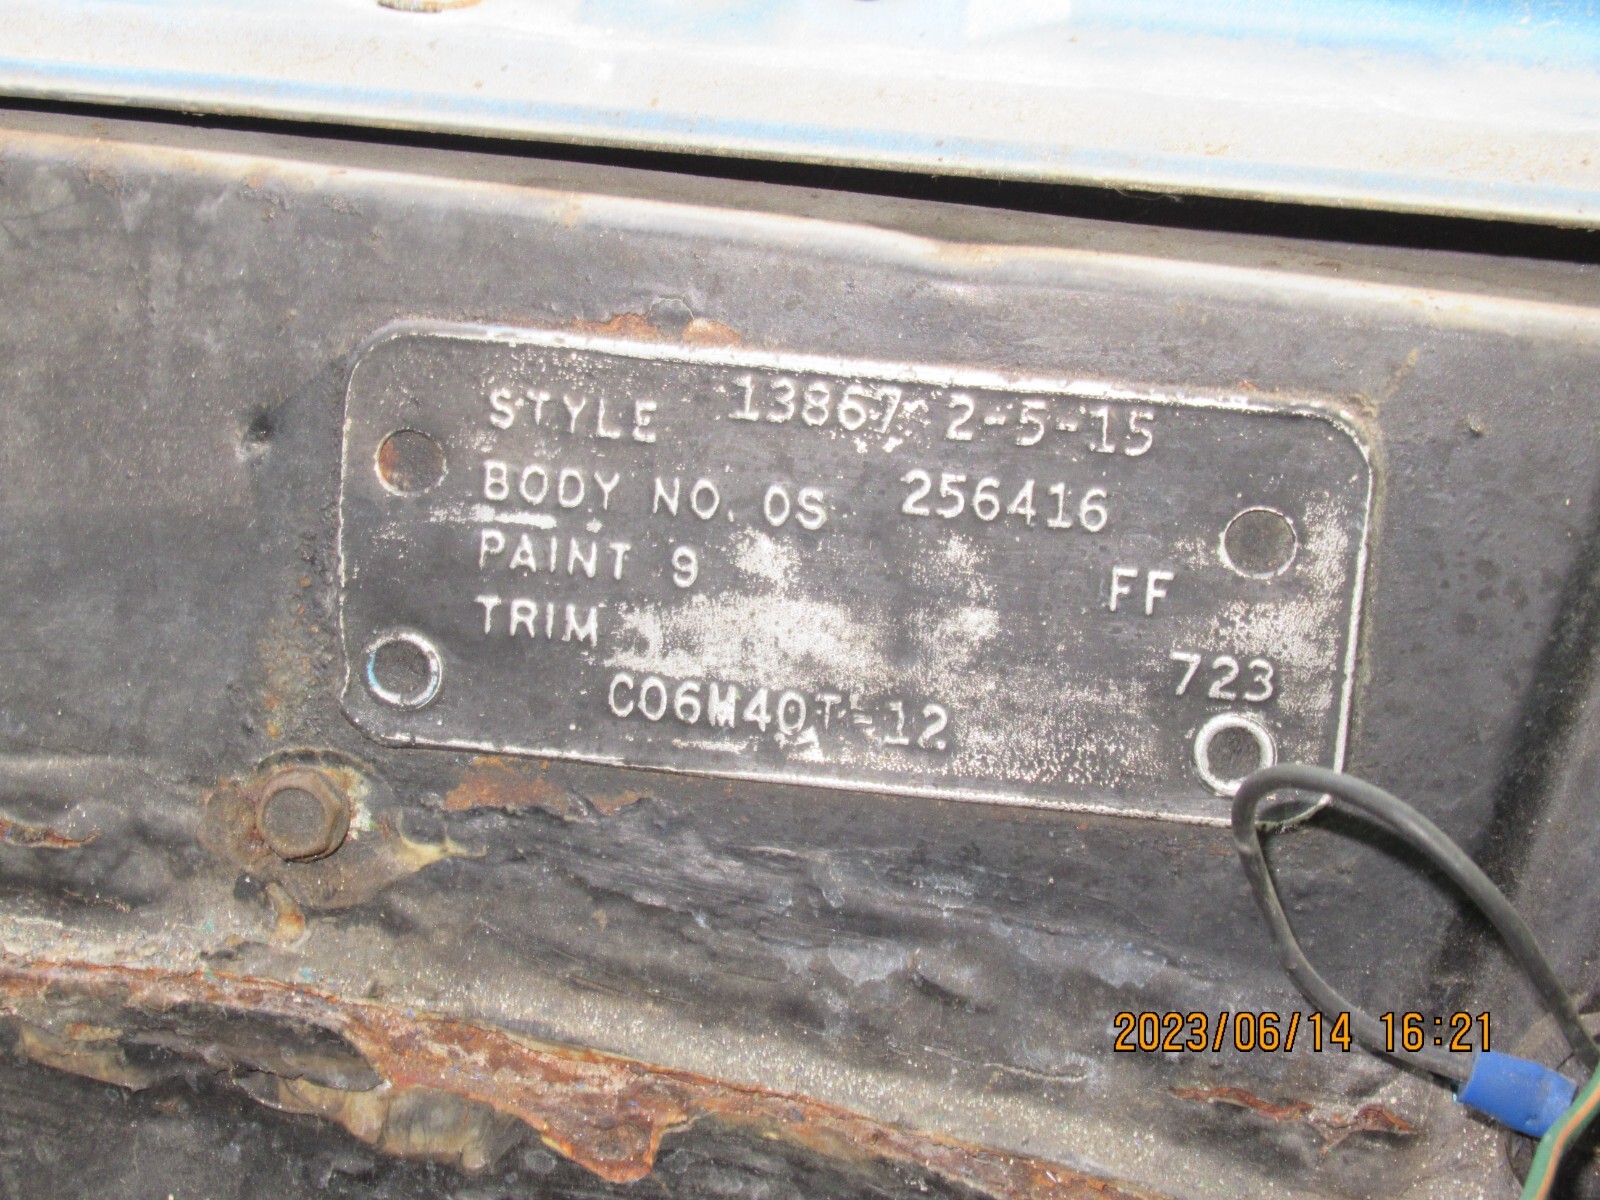 STYLE 13867 2-5-15
BODY NO. OS 256416
PAINT 9 FF
TRIM 723
C06M40T-12
2023/06/14 16:21